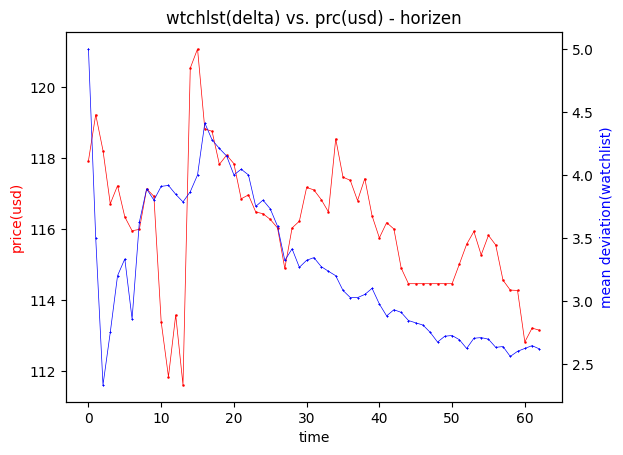 wtchlst(delta) vs. prc(usd) - horizen
120
118
116
114
112
price(usd)
5.0
4.5
4.0
3.5
3.0
2.5
mean deviation(watchlist)
0 10 20 30 40 50 60
time